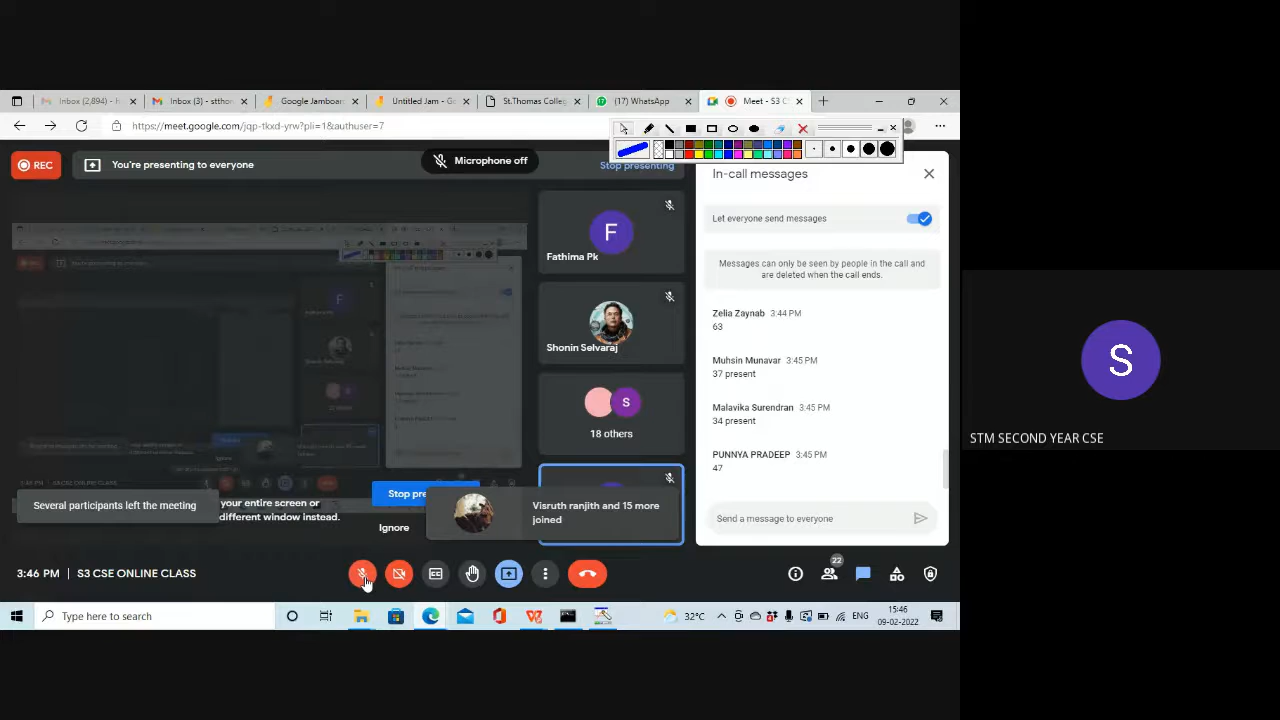 Inbox (2,894) - h
Inbox (3) - stthon
Google Jamboard
Untitled Jam - Goo
St.Thomas Colleg
(17) WhatsApp
Meet - S3 C
https://meet.google.com/jqp-tkxd-yrw?pli=1&authuser=7
REC
You're presenting to everyone
Microphone off
Stop presenting
In-call messages
Let everyone send messages
Messages can only be seen by people in the call and
are deleted when the call ends.
Zelia Zaynab 3:44 PM
63
Muhsin Munavar 3:45 PM
37 present
Malavika Surendran 3:45 PM
34 present
PUNNYA PRADEEP 3:45 PM
47
Send a message to everyone
F
Fathima Pk
Shonin Selvaraj
S
18 others
Visruth ranjith and 15 more
joined
Several participants left the meeting
your entire screen or
different window instead.
Stop pre
Ignore
3:46 PM | S3 CSE ONLINE CLASS
22
Type here to search
32°C
ENG
15:46
09-02-2022
S
STM SECOND YEAR CSE